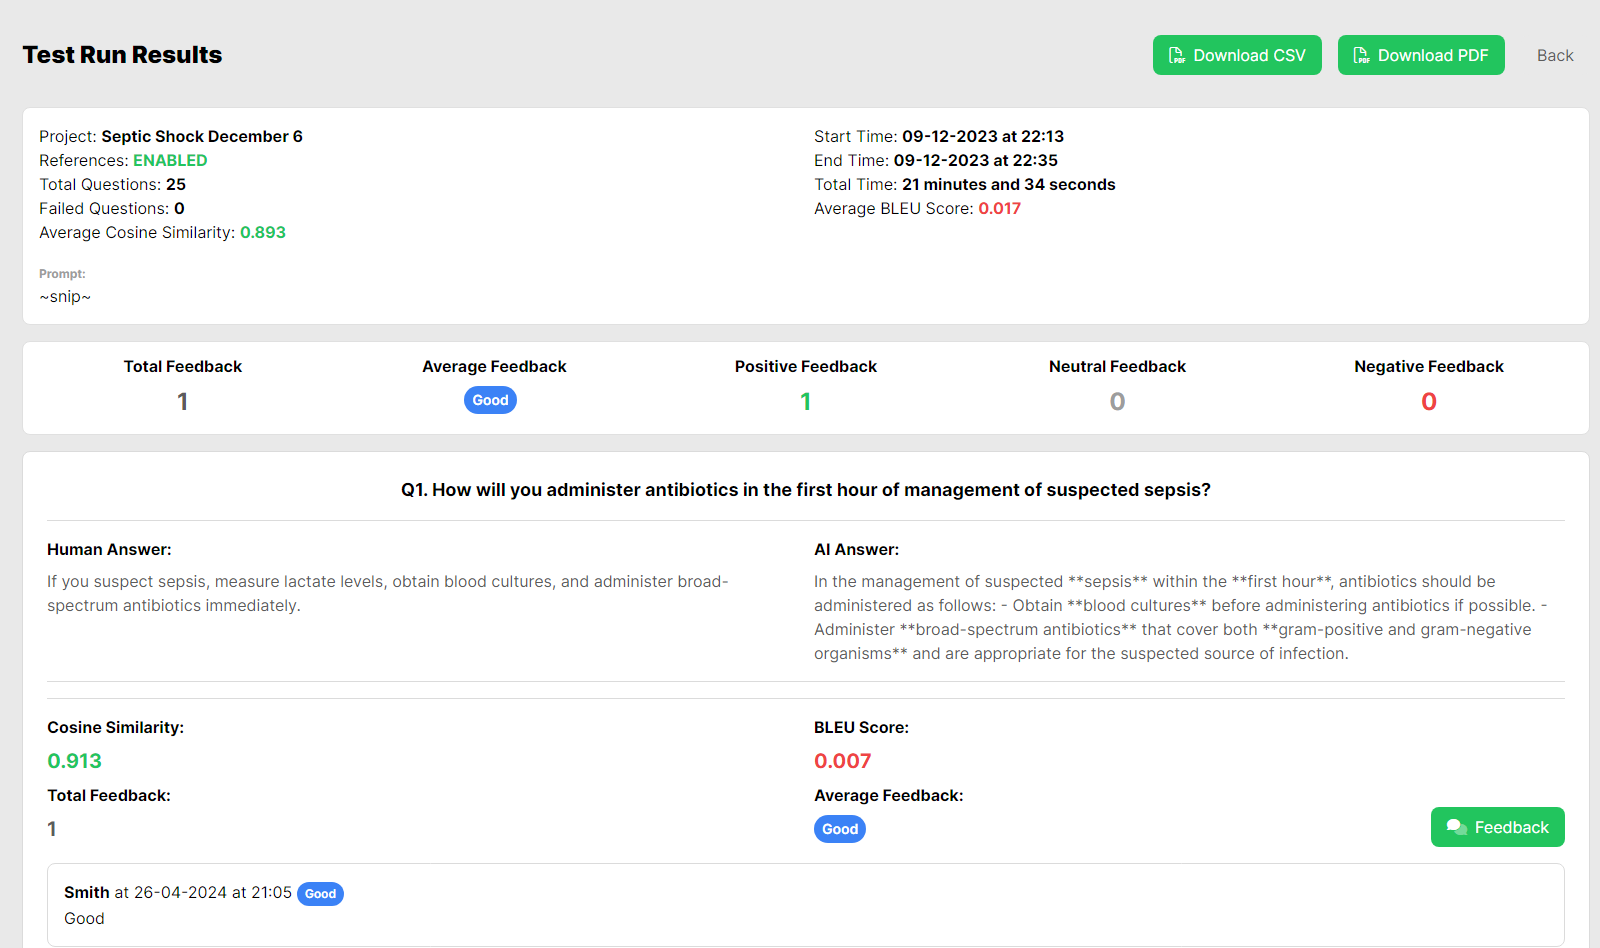 Test Run Results
Download CSV
Download PDF
Back
Project: Septic Shock December 6
References: ENABLED
Total Questions: 25
Failed Questions: 0
Average Cosine Similarity: 0.893
Start Time: 09-12-2023 at 22:13
End Time: 09-12-2023 at 22:35
Total Time: 21 minutes and 34 seconds
Average BLEU Score: 0.017
Prompt:
~snip~
Total Feedback
1
Average Feedback
Good
Positive Feedback
1
Neutral Feedback
0
Negative Feedback
0
Q1. How will you administer antibiotics in the first hour of management of suspected sepsis?
Human Answer:
If you suspect sepsis, measure lactate levels, obtain blood cultures, and administer broad-
spectrum antibiotics immediately.
AI Answer:
In the management of suspected **sepsis** within the **first hour**, antibiotics should be
administered as follows: - Obtain **blood cultures** before administering antibiotics if possible. -
Administer **broad-spectrum antibiotics** that cover both **gram-positive and gram-negative
organisms** and are appropriate for the suspected source of infection.
Cosine Similarity:
0.913
BLEU Score:
0.007
Total Feedback:
1
Average Feedback:
Good
Feedback
Smith at 26-04-2024 at 21:05 Good
Good